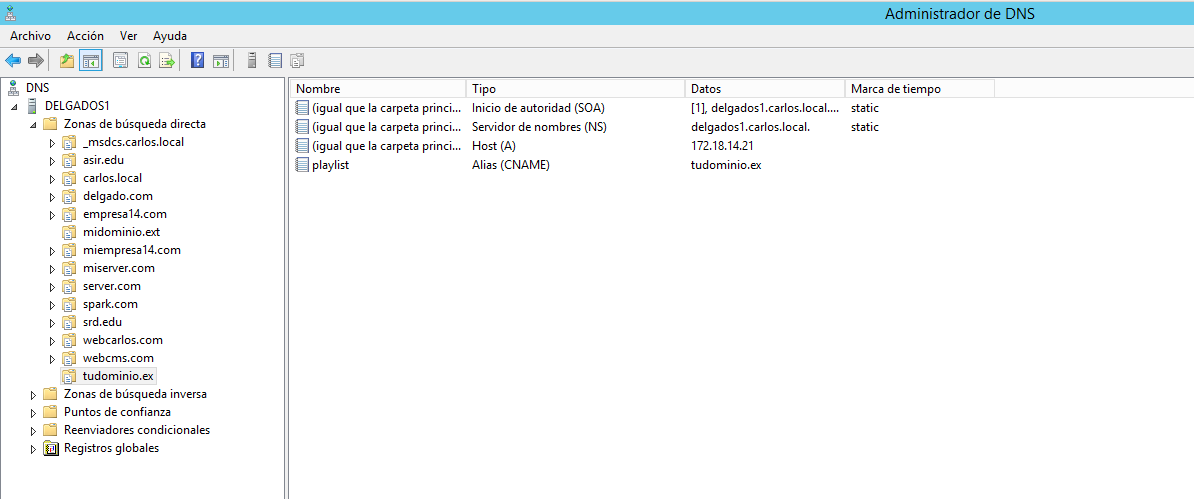 Administrador de DNS
Archivo Acción Ver Ayuda
DNS
DELGADOS1
Zonas de búsqueda directa
_msdcs.carlos.local
asir.edu
carlos.local
delgado.com
empresa14.com
midominio.ext
miempresa14.com
miserver.com
server.com
spark.com
srd.edu
webcarlos.com
webcms.com
tudominio.ex
Zonas de búsqueda inversa
Puntos de confianza
Reenviadores condicionales
Registros globales
Nombre Tipo Datos Marca de tiempo
(igual que la carpeta princi... Inicio de autoridad (SOA) [1], delgados1.carlos.local.... static
(igual que la carpeta princi... Servidor de nombres (NS) delgados1.carlos.local. static
(igual que la carpeta princi... Host (A) 172.18.14.21
playlist Alias (CNAME) tudominio.ex